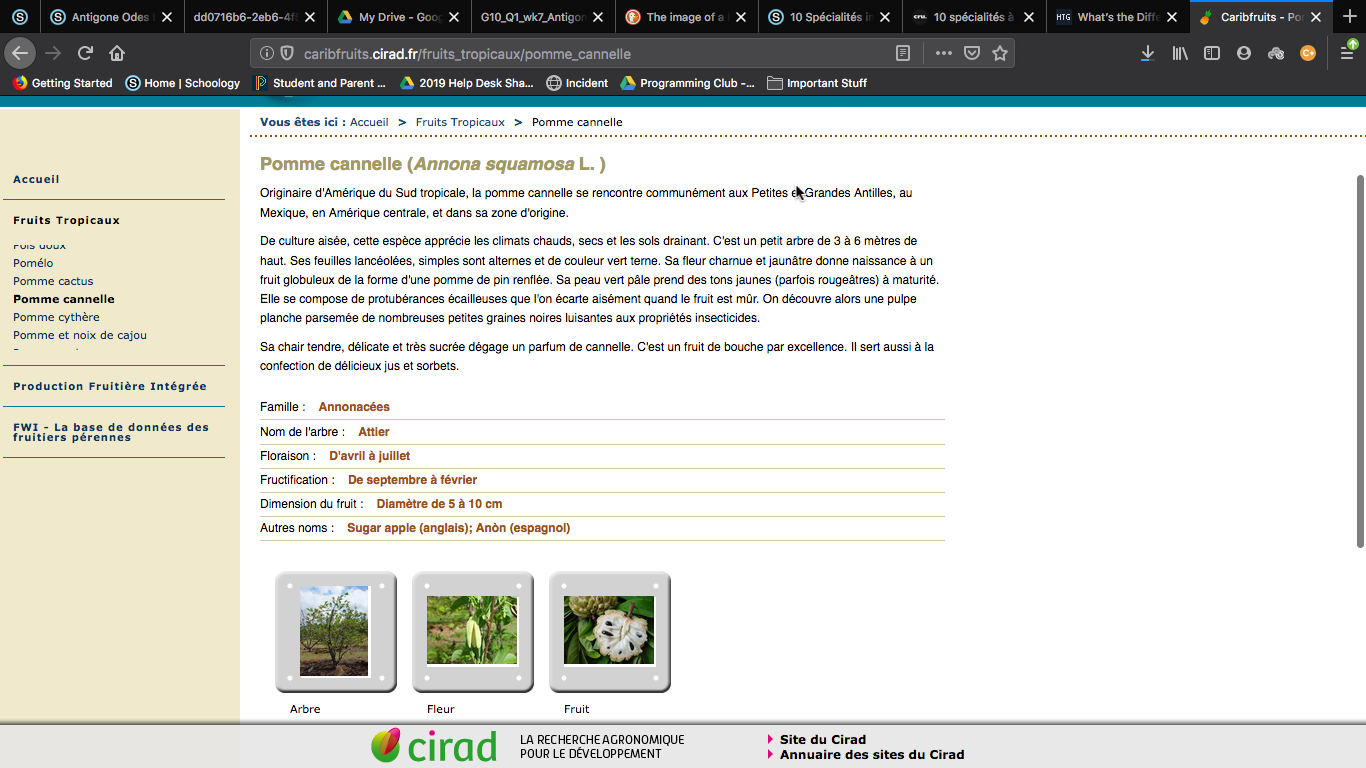 Antigone Odes
dd0716b6-2eb6-4f
My Drive - Goog
G10_Q1_wk7_Antigon
The image of a
10 Spécialités i
10 spécialités à
HTG What's the Diffe
Caribfruits - Po
caribfruits.cirad.fr/fruits_tropicaux/pomme_cannelle
Getting Started
Home | Schoology
Student and Parent ...
2019 Help Desk Sha...
Incident
Programming Club -...
Important Stuff
Vous êtes ici : Accueil > Fruits Tropicaux > Pomme cannelle
Accueil
Fruits Tropicaux
Pois doux
Pomélo
Pomme cactus
Pomme cannelle
Pomme cythère
Pomme et noix de cajou
Production Fruitière Intégrée
FWI - La base de données des
fruitiers pérennes
Pomme cannelle (Annona squamosa L. )
Originaire d'Amérique du Sud tropicale, la pomme cannelle se rencontre communément aux Petites et Grandes Antilles, au
Mexique, en Amérique centrale, et dans sa zone d'origine.
De culture aisée, cette espèce apprécie les climats chauds, secs et les sols drainant. C'est un petit arbre de 3 à 6 mètres de
haut. Ses feuilles lancéolées, simples sont alternes et de couleur vert terne. Sa fleur charnue et jaunâtre donne naissance à un
fruit globuleux de la forme d'une pomme de pin renflée. Sa peau vert pâle prend des tons jaunes (parfois rougeâtres) à maturité.
Elle se compose de protubérances écailleuses que l'on écarte aisément quand le fruit est mûr. On découvre alors une pulpe
planche parsemée de nombreuses petites graines noires luisantes aux propriétés insecticides.
Sa chair tendre, délicate et très sucrée dégage un parfum de cannelle. C'est un fruit de bouche par excellence. Il sert aussi à la
confection de délicieux jus et sorbets.
Famille : Annonacées
Nom de l'arbre : Attier
Floraison : D'avril à juillet
Fructification : De septembre à février
Dimension du fruit : Diamètre de 5 à 10 cm
Autres noms : Sugar apple (anglais); Anòn (espagnol)
Arbre
Fleur
Fruit
cirad
LA RECHERCHE AGRONOMIQUE
POUR LE DÉVELOPPEMENT
Site du Cirad
Annuaire des sites du Cirad